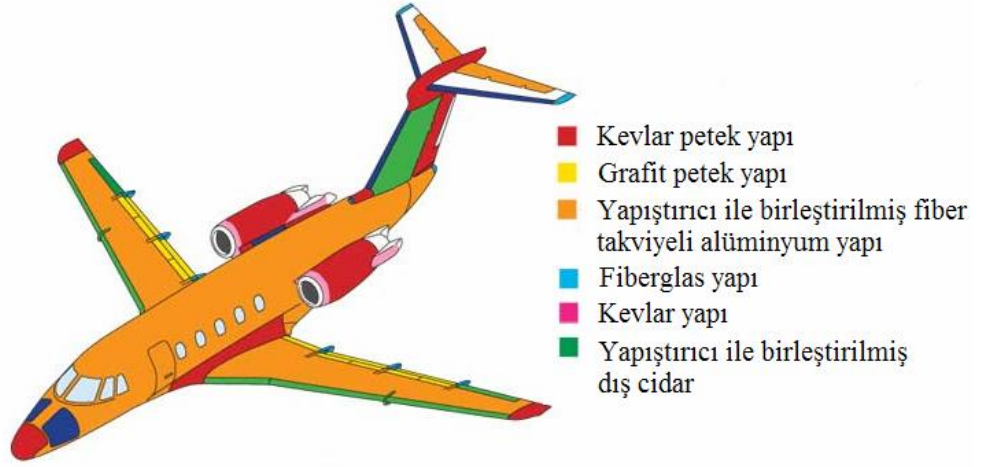 Kevlar petek yapı
Grafit petek yapı
Yapıştırıcı ile birleştirilmiş fiber
takviyeli alüminyum yapı
Fiberglas yapı
Kevlar yapı
Yapıştırıcı ile birleştirilmiş
dış cidar